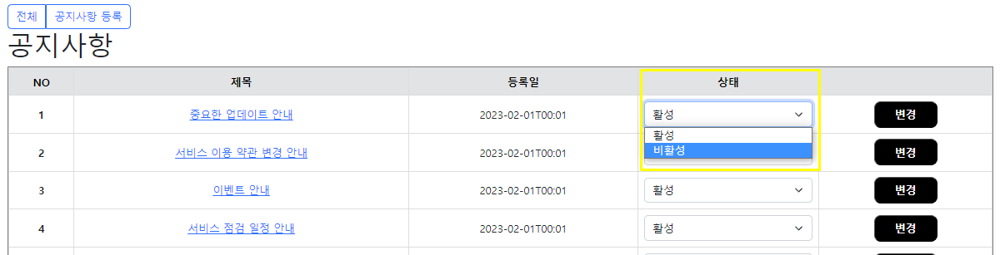 전체 공지사항 등록
공지사항
NO 제목 등록일 상태
1 중요한 업데이트 안내 2023-02-01T00:01 활성 변경
활성
비활성
2 서비스 이용 약관 변경 안내 2023-02-01T00:01 변경
3 이벤트 안내 2023-02-01T00:01 활성 변경
4 서비스 점검 일정 안내 2023-02-01T00:01 활성 변경